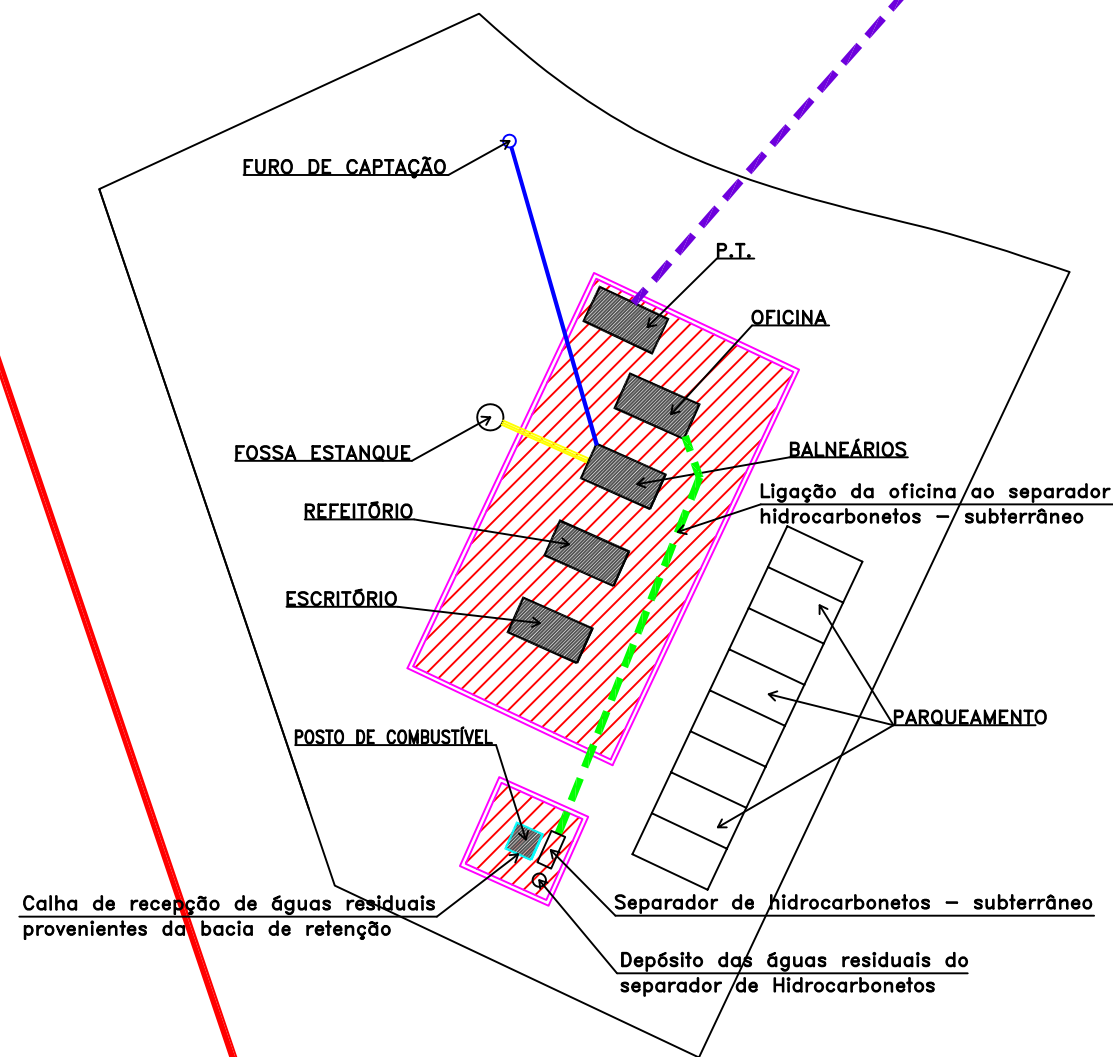 FURO DE CAPTAÇÃO
P.T.
OFICINA
FOSSA ESTANQUE
BALNEÁRIOS
REFEITÓRIO
Ligação da oficina ao separador
hidrocarbonetos – subterrâneo
ESCRITÓRIO
PARQUEAMENTO
POSTO DE COMBUSTÍVEL
Calha de recepção de águas residuais
provenientes da bacia de retenção
Separador de hidrocarbonetos – subterrâneo
Depósito das águas residuais do
separador de Hidrocarbonetos